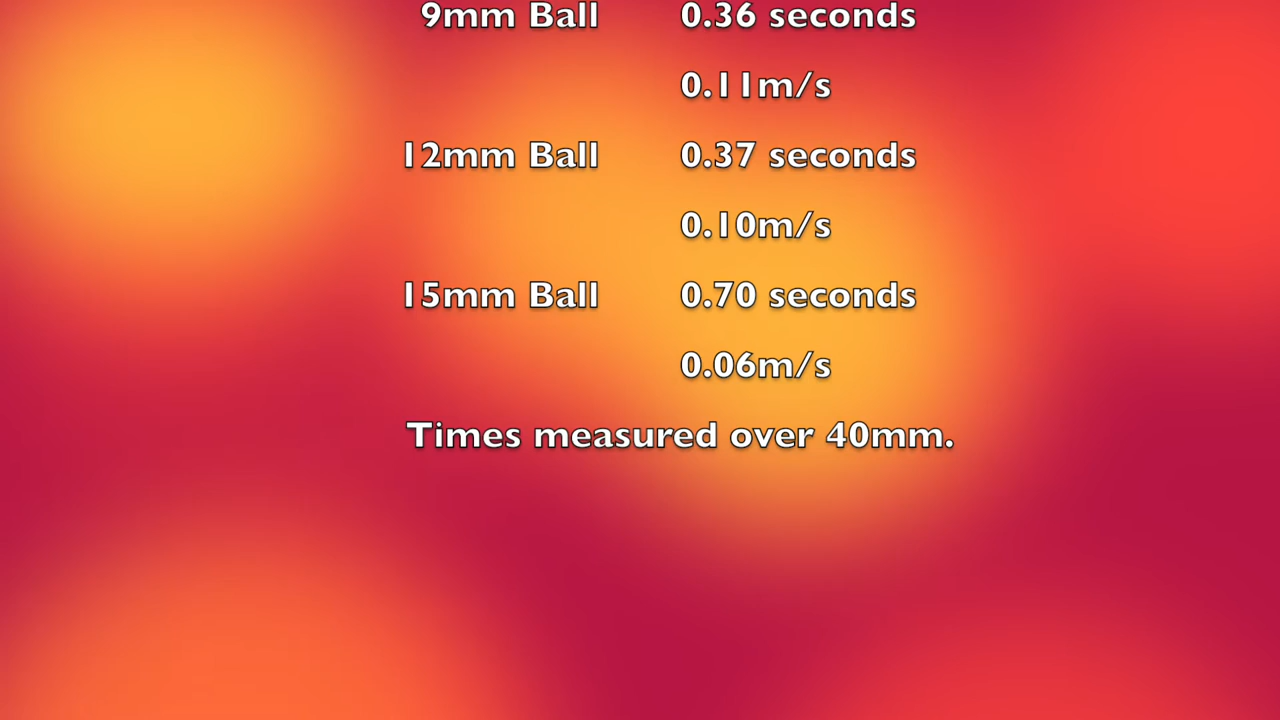 9mm Ball 0.36 seconds
0.11m/s
12mm Ball 0.37 seconds
0.10m/s
15mm Ball 0.70 seconds
0.06m/s
Times measured over 40mm.